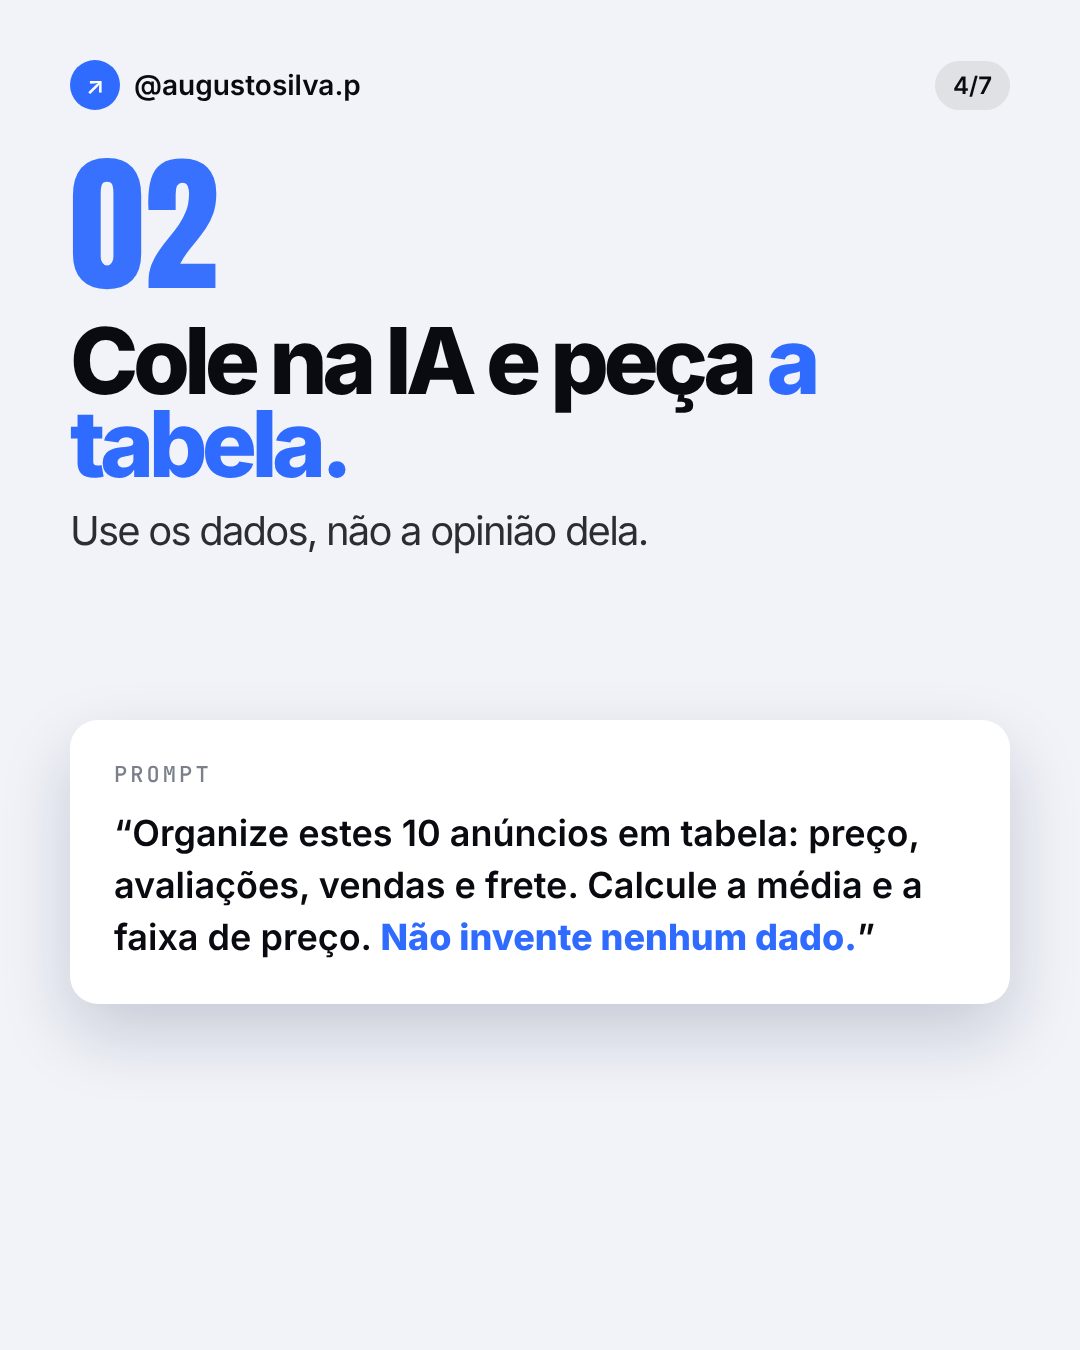 @augustosilva.p
4/7
02
Cole na IA e peça a
tabela.
Use os dados, não a opinião dela.
PROMPT
“Organize estes 10 anúncios em tabela: preço,
avaliações, vendas e frete. Calcule a média e a
faixa de preço. Não invente nenhum dado.”